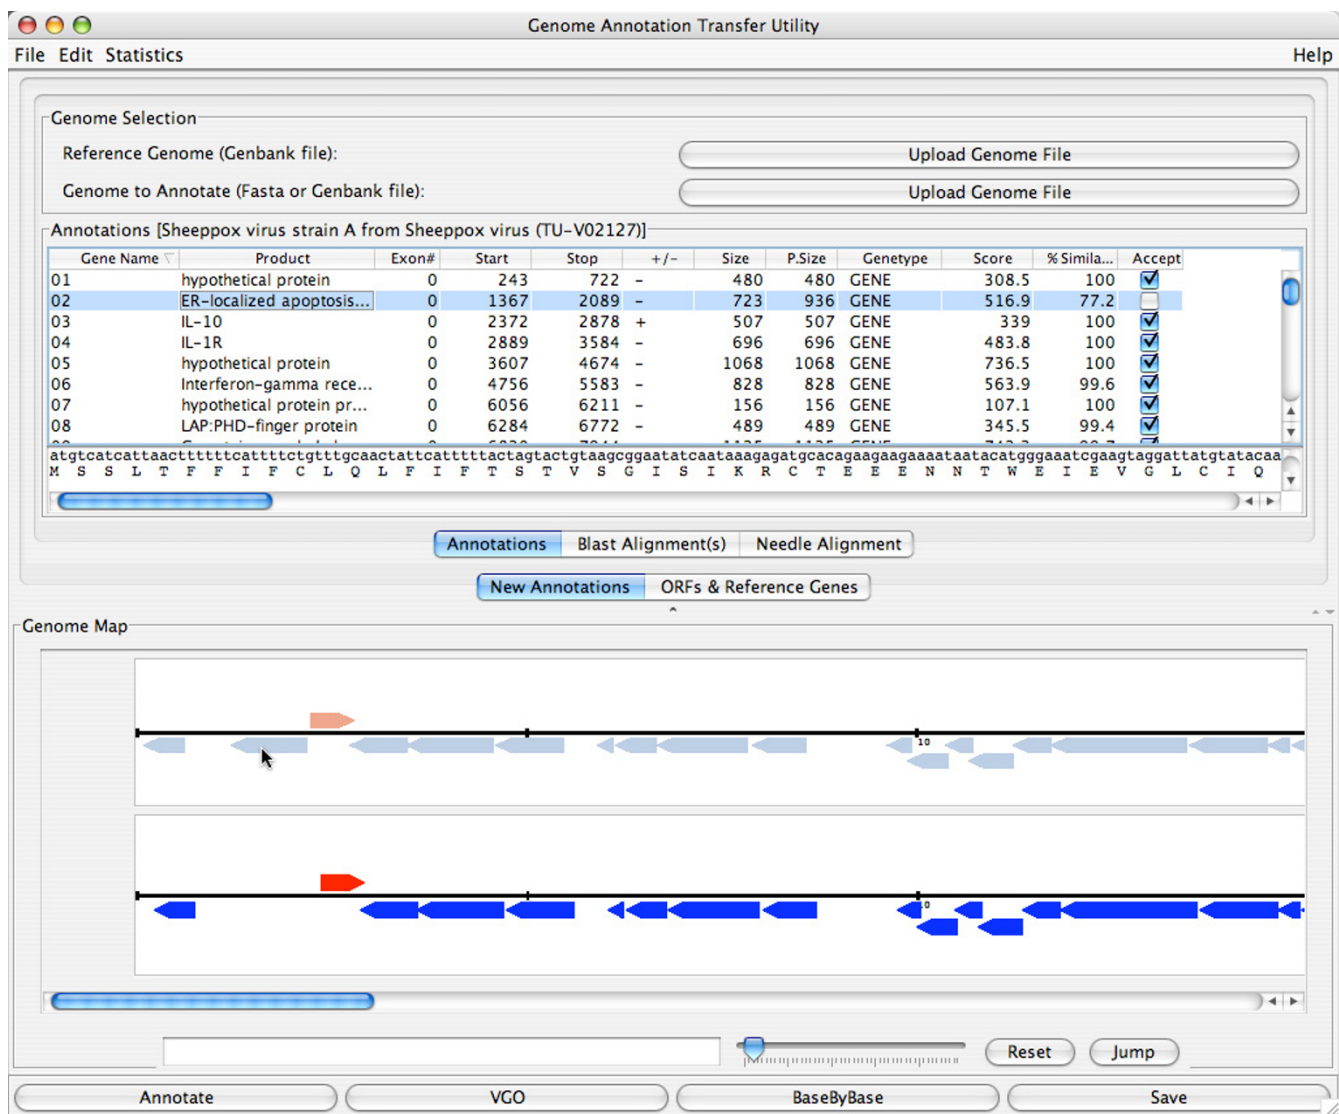 Genome Annotation Transfer Utility
File Edit Statistics Help
Genome Selection
Reference Genome (Genbank file): Upload Genome File
Genome to Annotate (Fasta or Genbank file): Upload Genome File
Annotations [Sheeppox virus strain A from Sheeppox virus (TU-V02127)]
Gene Name Product Exon# Start Stop +/- Size P.Size Genetype Score % Simila... Accept
01 hypothetical protein 0 243 722 - 480 480 GENE 308.5 100
02 ER-localized apoptosis... 0 1367 2089 - 723 936 GENE 516.9 77.2
03 IL-10 0 2372 2878 + 507 507 GENE 339 100
04 IL-1R 0 2889 3584 - 696 696 GENE 483.8 100
05 hypothetical protein 0 3607 4674 - 1068 1068 GENE 736.5 100
06 Interferon-gamma rece... 0 4756 5583 - 828 828 GENE 563.9 99.6
07 hypothetical protein pr... 0 6056 6211 - 156 156 GENE 107.1 100
08 LAP:PHD-finger protein 0 6284 6772 - 489 489 GENE 345.5 99.4
atgtcatcattaacttttttcattttctgtttgcaactattcatttttactagtactgtaagcggaatatcaataaagagatgcacagaagaagaaaataatacatgggaaatcgaagtaggattatgtatacaa
M S S L T F F I F C L Q L F I F T S T V S G I S I K R C T E E E N N T W E I E V G L C I Q
Annotations Blast Alignment(s) Needle Alignment
New Annotations ORFs & Reference Genes
Genome Map
10
Reset Jump
Annotate VGO BaseByBase Save